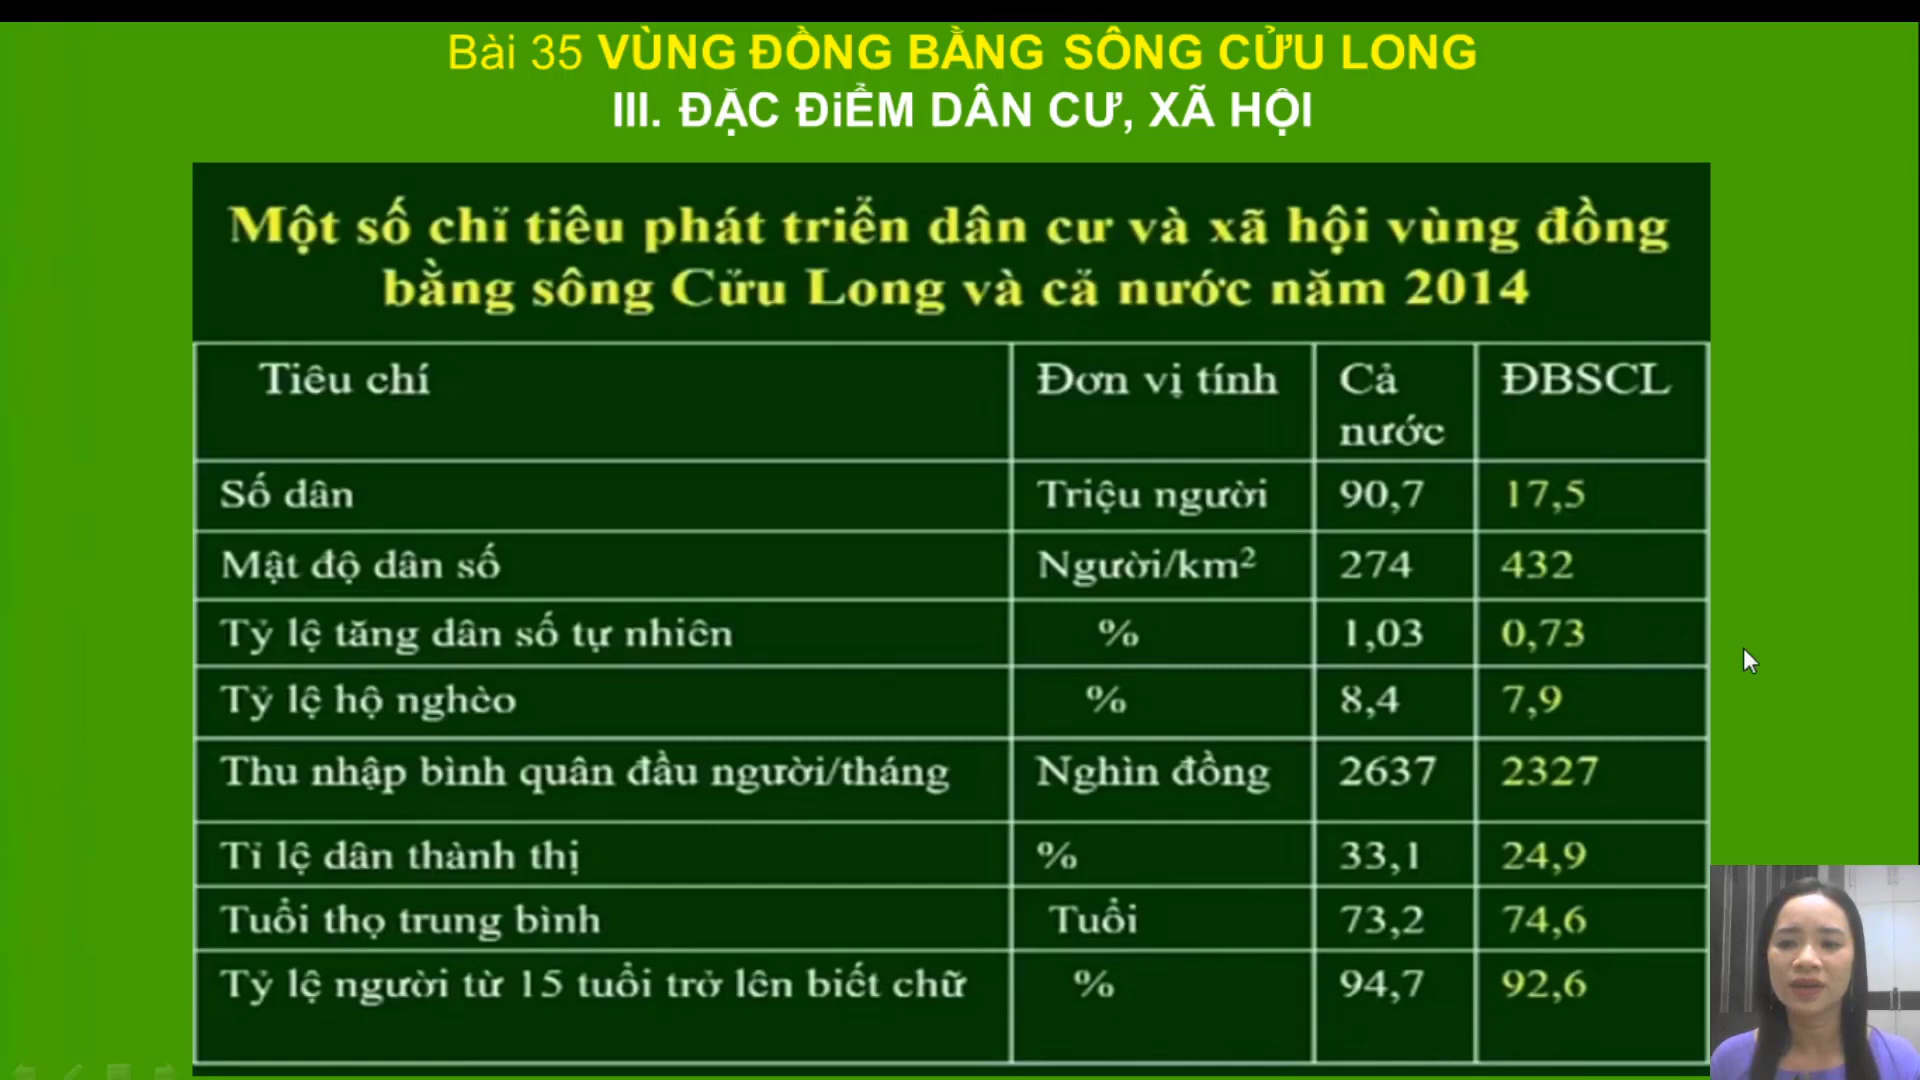 Bài 35 VÙNG ĐỒNG BẰNG SÔNG CỬU LONG
III. ĐẶC ĐiỂM DÂN CƯ, XÃ HỘI
Một số chỉ tiêu phát triển dân cư và xã hội vùng đồng
bằng sông Cửu Long và cả nước năm 2014
Tiêu chí Đơn vị tính Cả nước ĐBSCL
Số dân Triệu người 90,7 17,5
Mật độ dân số Người/km² 274 432
Tỷ lệ tăng dân số tự nhiên % 1,03 0,73
Tỷ lệ hộ nghèo % 8,4 7,9
Thu nhập bình quân đầu người/tháng Nghìn đồng 2637 2327
Tỉ lệ dân thành thị % 33,1 24,9
Tuổi thọ trung bình Tuổi 73,2 74,6
Tỷ lệ người từ 15 tuổi trở lên biết chữ % 94,7 92,6